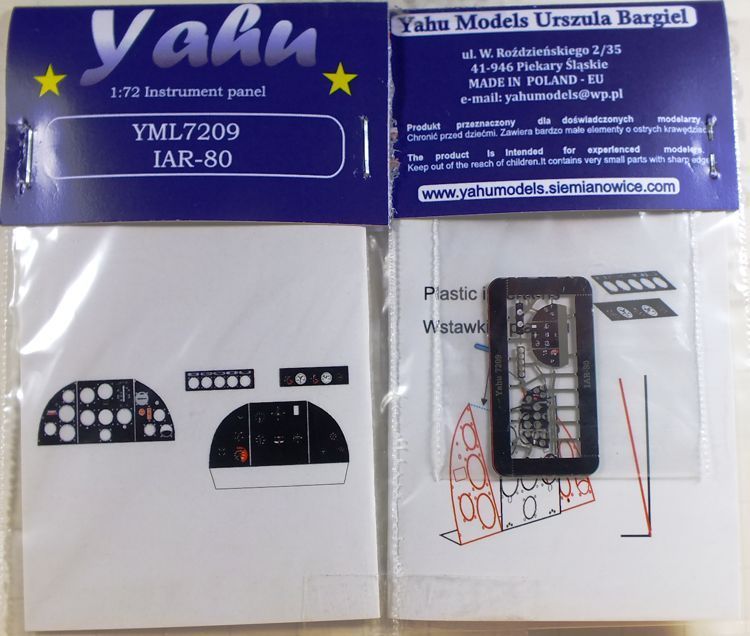 Yahu
1:72 Instrument panel
YML7209
IAR-80
Yahu Models Urszula Bargiel
ul. W. Roździeńskiego 2/35
41-946 Piekary Śląskie
MADE IN POLAND - EU
e-mail: yahumodels@wp.pl
Produkt przeznaczony dla doświadczonych modelarzy
Chronić przed dziećmi. Zawiera bardzo małe elementy o ostrych krawędziac
The product is intended for experienced modelers.
Keep out of the reach of children.It contains very small parts with sharp edge
www.yahumodels.siemianowice.com
Plastic
Wstawki
Yahu 7209
IAR-80